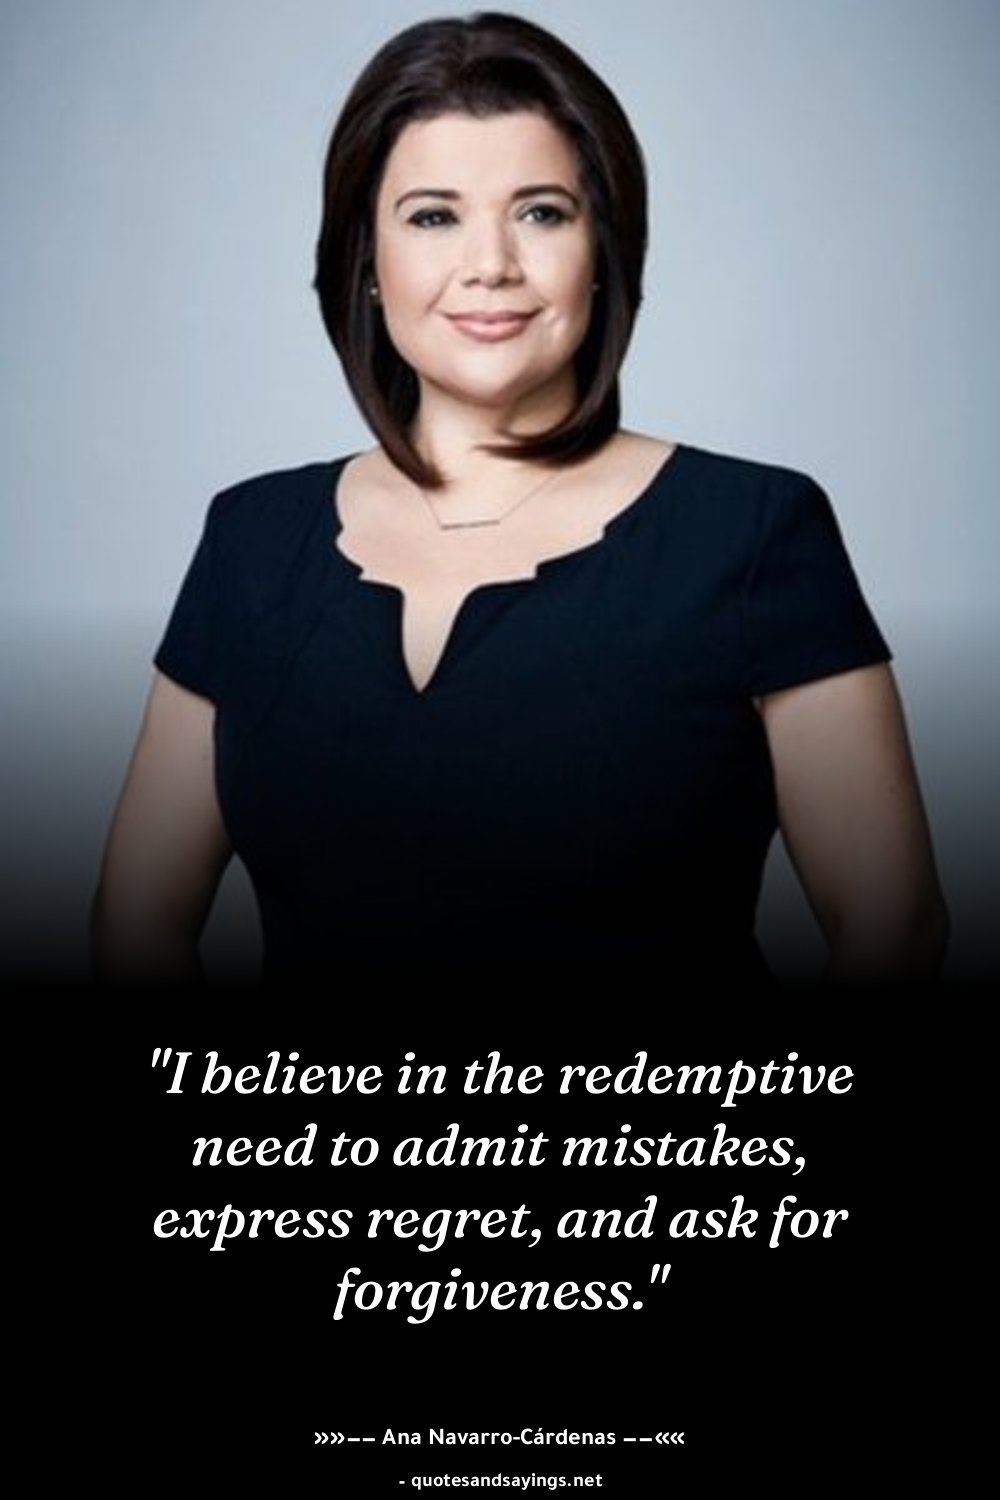 "I believe in the redemptive
need to admit mistakes,
express regret, and ask for
forgiveness."
»»—— Ana Navarro-Cárdenas ——««
- quotesandsayings.net